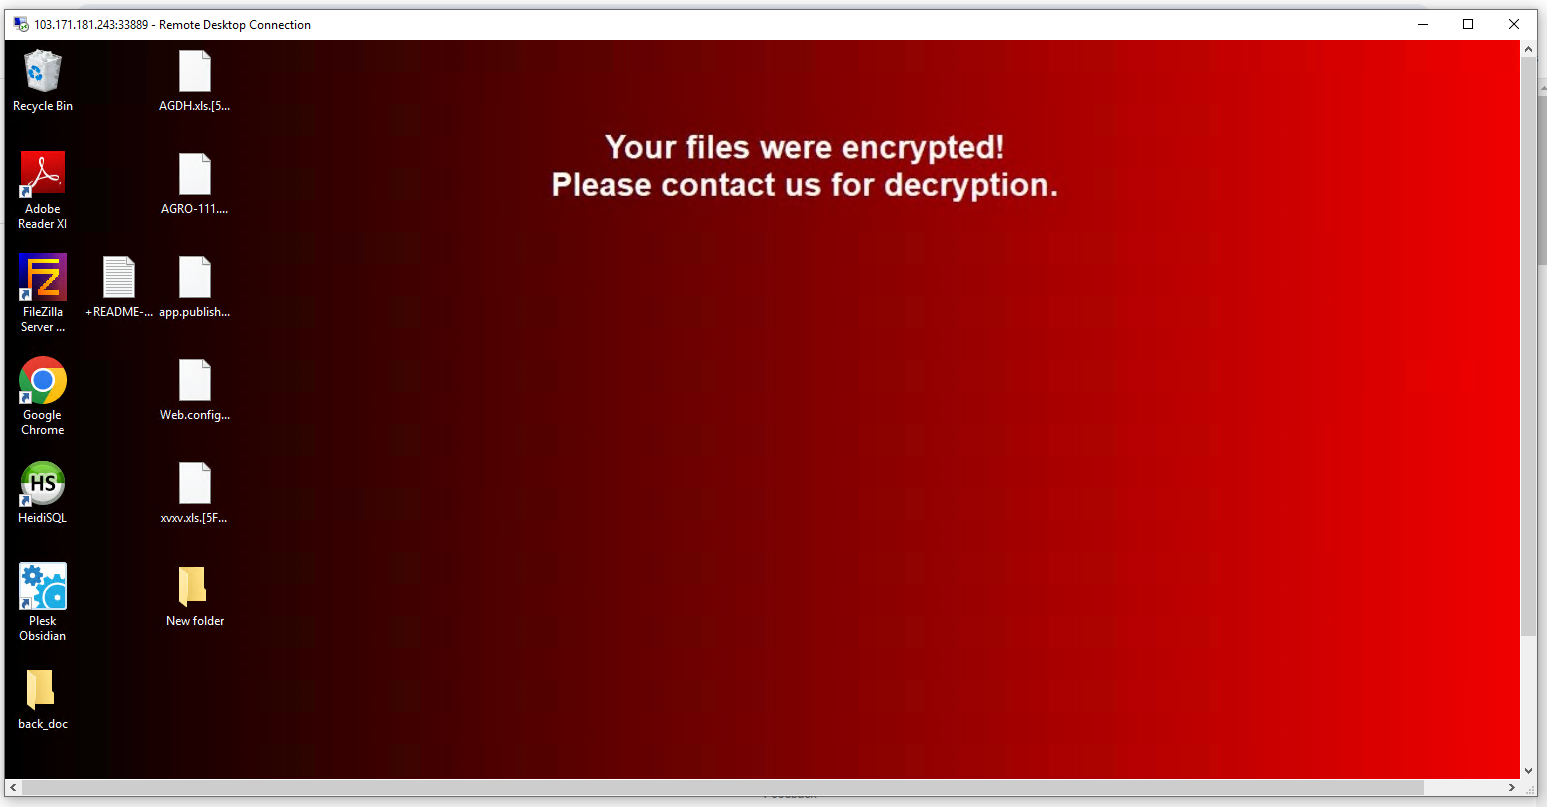 103.171.181.243:33889 - Remote Desktop Connection
Your files were encrypted!
Please contact us for decryption.
Recycle Bin
AGDH.xls.[5...
Adobe
Reader XI
AGRO-111....
FileZilla
Server ...
+README-...
app.publish...
Google
Chrome
Web.config...
HeidiSQL
xvxv.xls.[5F...
Plesk
Obsidian
New folder
back_doc